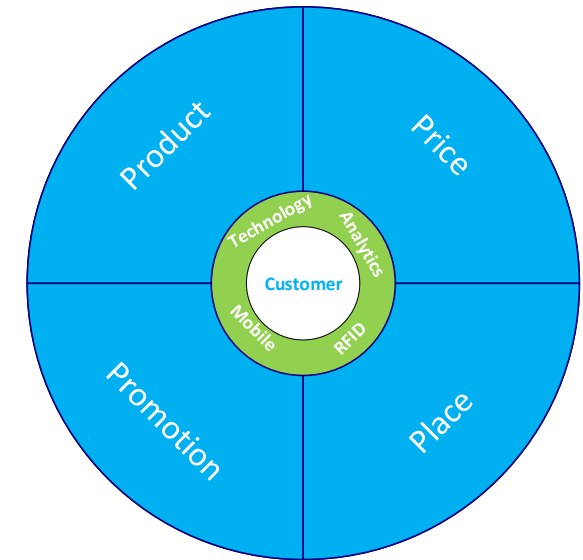 Product
Price
Technology
Analytics
Customer
Mobile
RFID
Promotion
Place